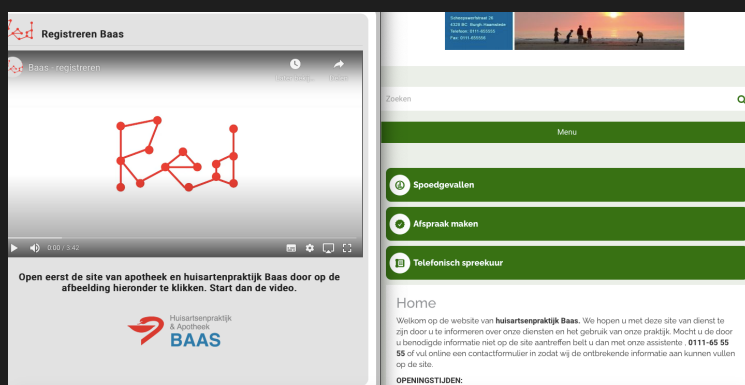 Registreren Baas
Baas - registreren
0:00 / 3:42
Open eerst de site van apotheek en huisartsenpraktijk Baas door op de
afbeelding hieronder te klikken. Start dan de video.
Huisartsenpraktijk
& Apotheek
BAAS
4328 BC Burgh-Haamstede
Zoeken
Menu
Spoedgevallen
Afspraak maken
Telefonisch spreekuur
Home
Welkom op de website van huisartsenpraktijk Baas. We hopen u met deze site van dienst te
zijn door u te informeren over onze diensten en het gebruik van onze praktijk. Mocht u de door
u benodigde informatie niet op de site aantreffen belt u dan met onze assistente , 0111-65 55
55 of vul online een contactformulier in zodat wij de ontbrekende informatie aan kunnen vullen
op de site.
OPENINGSTIJDEN: